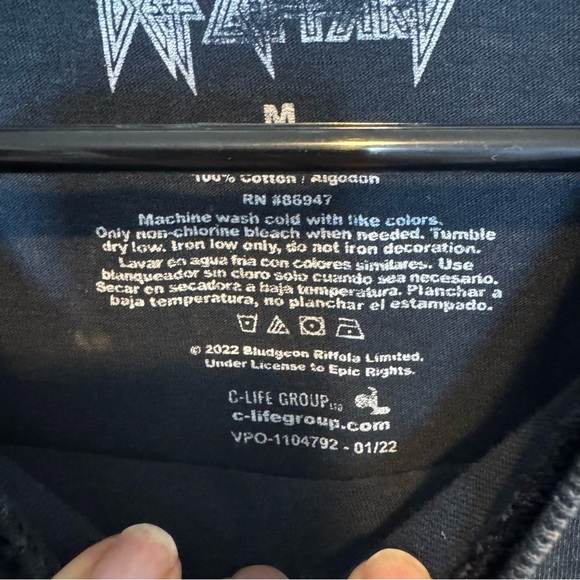 DEF LEPPARD
M
100% Cotton / Algodon
RN #86947
Machine wash cold with like colors.
Only non-chlorine bleach when needed. Tumble
dry low. Iron low only, do not iron decoration.
Lavar en agua fria con colores similares. Use
blanqueador sin cloro solo cuando sea necesario.
Secar en secadora a baja temperatura. Planchar a
baja temperatura, no planchar el estampado.
© 2022 Bludgeon Riffola Limited.
Under License to Epic Rights.
C-LIFE GROUP LTD
c-lifegroup.com
VPO-1104792 - 01/22